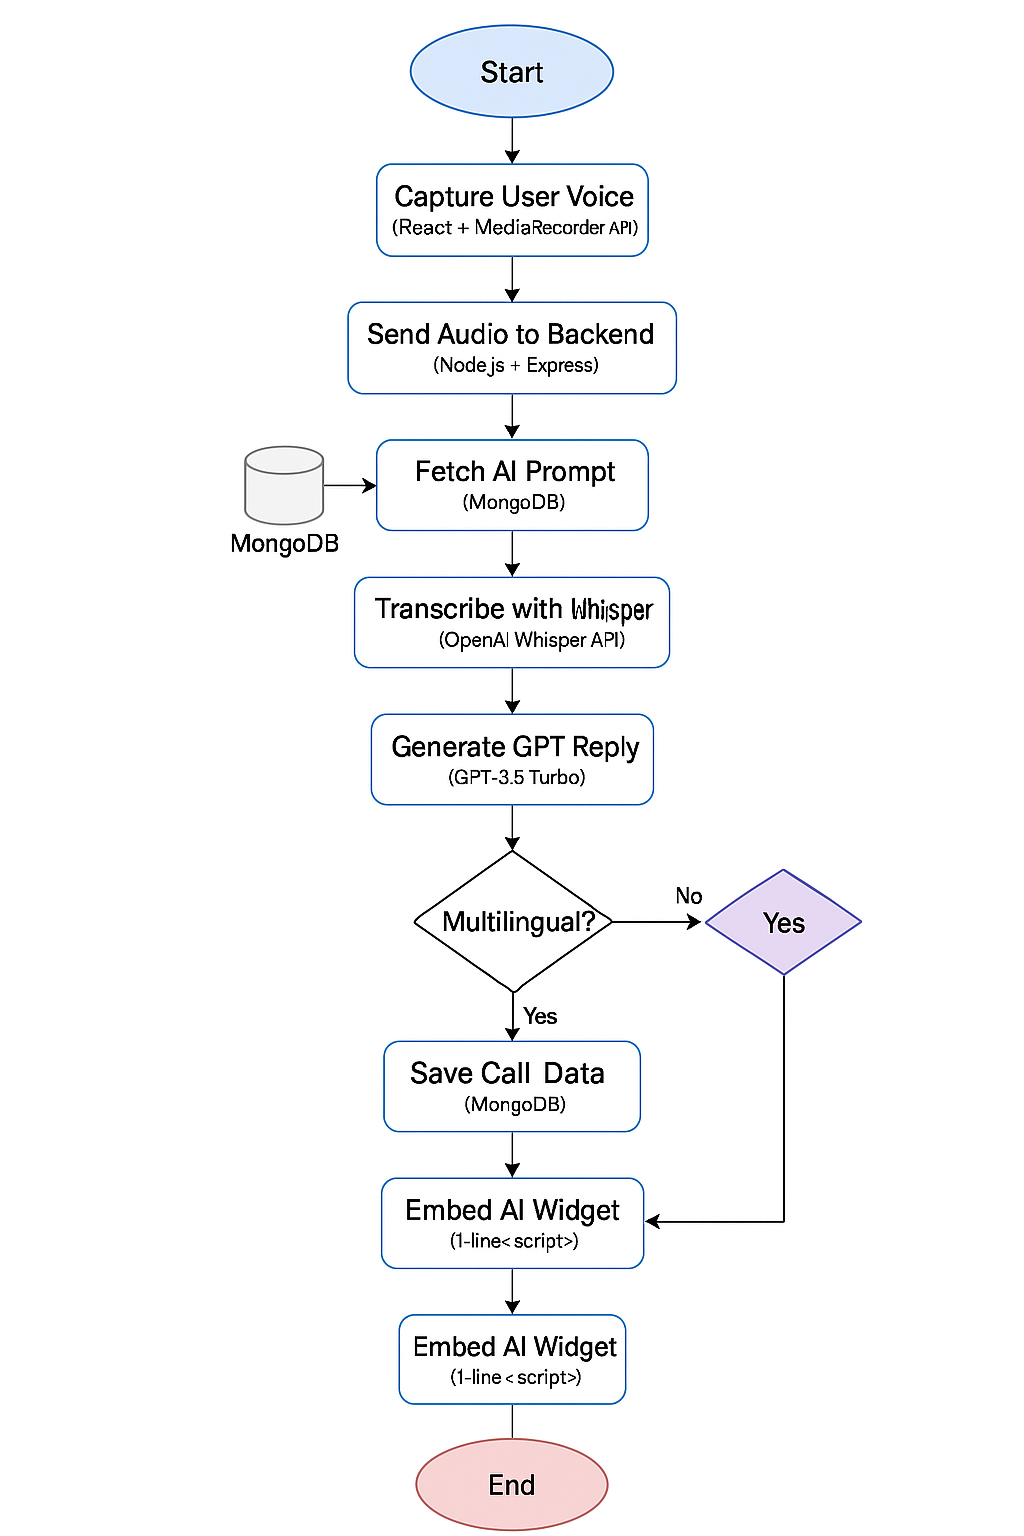 Start
Capture User Voice
(React + MediaRecorder API)
Send Audio to Backend
(Node js + Express)
Fetch AI Prompt
(MongoDB)
MongoDB
Transcribe with Whisper
(OpenAI Whisper API)
Generate GPT Reply
(GPT-3.5 Turbo)
Multilingual?
No
Yes
Yes
Save Call Data
(MongoDB)
Embed AI Widget
(1-line< script>)
Embed AI Widget
(1-line < script>)
End